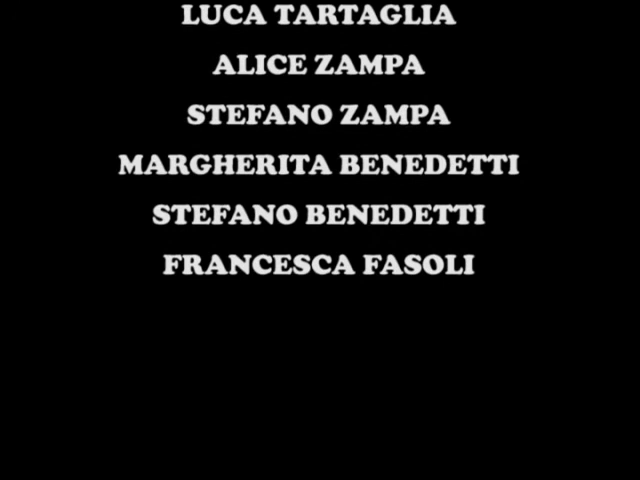 LUCA TARTAGLIA
ALICE ZAMPA
STEFANO ZAMPA
MARGHERITA BENEDETTI
STEFANO BENEDETTI
FRANCESCA FASOLI